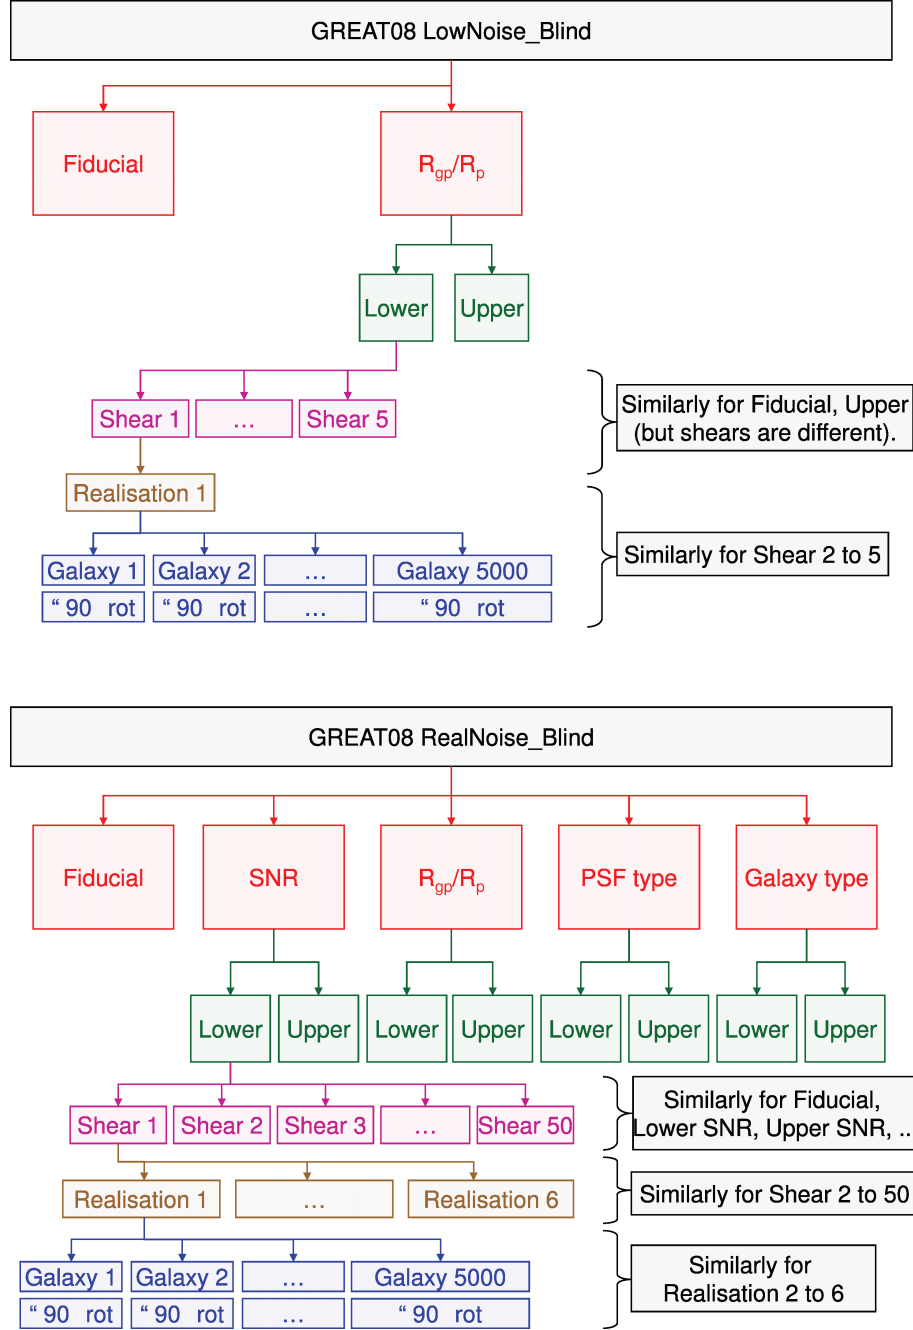 GREAT08 LowNoise_Blind
Fiducial
Rgp/Rp
Lower
Upper
Shear 1
...
Shear 5
Similarly for Fiducial, Upper
(but shears are different).
Realisation 1
Galaxy 1
Galaxy 2
...
Galaxy 5000
Similarly for Shear 2 to 5
“ 90 rot
“ 90 rot
...
“ 90 rot
GREAT08 RealNoise_Blind
Fiducial
SNR
Rgp/Rp
PSF type
Galaxy type
Lower
Upper
Lower
Upper
Lower
Upper
Lower
Upper
Shear 1
Shear 2
Shear 3
...
Shear 50
Similarly for Fiducial,
Lower SNR, Upper SNR, ..
Realisation 1
...
Realisation 6
Similarly for Shear 2 to 50
Galaxy 1
Galaxy 2
...
Galaxy 5000
“ 90 rot
“ 90 rot
...
“ 90 rot
Similarly for
Realisation 2 to 6